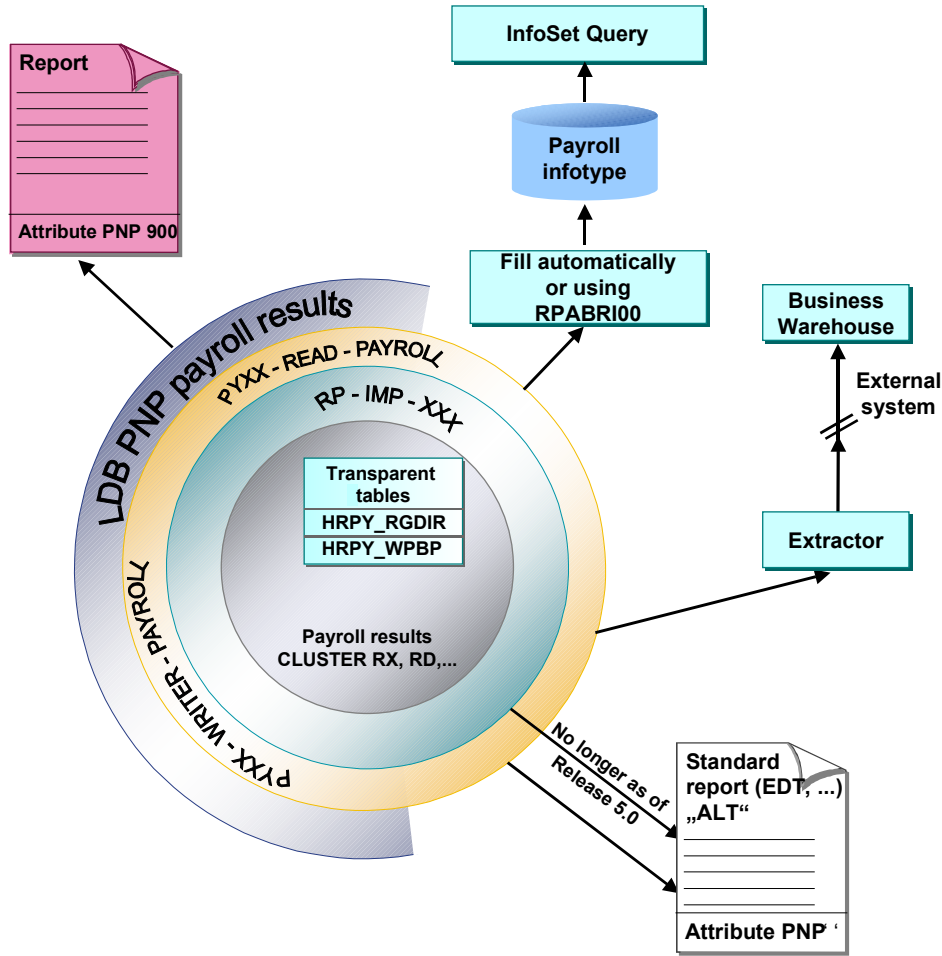 InfoSet Query
Report
Payroll
infotype
Attribute PNP 900
Fill automatically
or using
RPABRI00
Business
Warehouse
External
system
Extractor
LDB PNP payroll results
PYXX - READ - PAYROLL
RP - IMP - XXX
Transparent
tables
HRPY_RGDIR
HRPY_WPBP
PYXX - WRITER - PAYROLL
Payroll results
CLUSTER RX, RD,...
No longer as of
Release 5.0
Standard
report (EDT, ...)
„ALT“
Attribute PNP‘ ‘